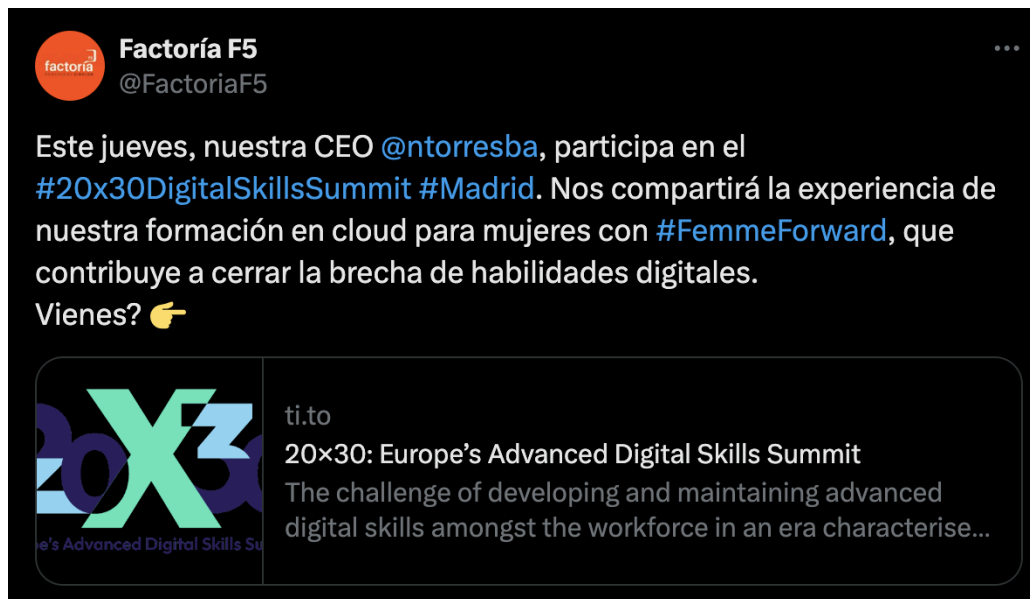 factoría
Factoría F5
@FactoriaF5
Este jueves, nuestra CEO @ntorresba, participa en el
#20x30DigitalSkillsSummit #Madrid. Nos compartirá la experiencia de
nuestra formación en cloud para mujeres con #FemmeForward, que
contribuye a cerrar la brecha de habilidades digitales.
Vienes? 👉
20X30
e's Advanced Digital Skills Su
ti.to
20×30: Europe’s Advanced Digital Skills Summit
The challenge of developing and maintaining advanced
digital skills amongst the workforce in an era characterise...